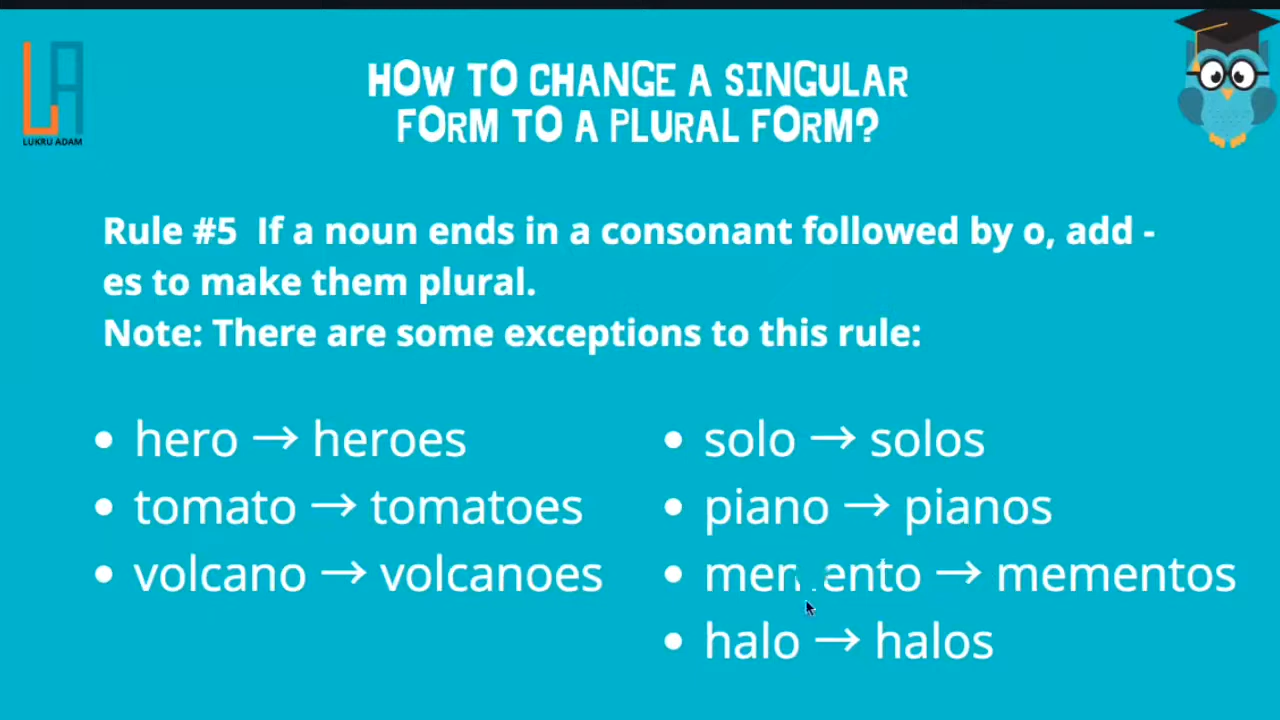 LUKRU ADAM
HOW TO CHANGE A SINGULAR
FORM TO A PLURAL FORM?
Rule #5 If a noun ends in a consonant followed by o, add -
es to make them plural.
Note: There are some exceptions to this rule:
• hero → heroes
• tomato → tomatoes
• volcano → volcanoes
• solo → solos
• piano → pianos
• memento → mementos
• halo → halos